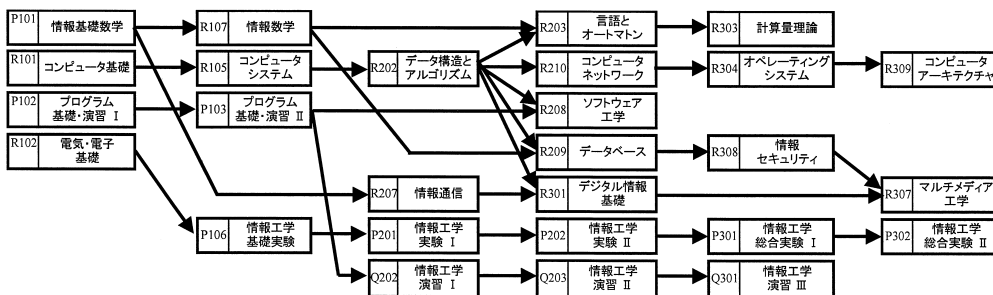 P101 情報基礎数学
R107 情報数学
R203 言語と
オートマトン
R303 計算量理論
R101 コンピュータ基礎
R105 コンピュータ
システム
R202 データ構造と
アルゴリズム
R210 コンピュータ
ネットワーク
R304 オペレーティング
システム
R309 コンピュータ
アーキテクチャ
P102 プログラム
基礎・演習 I
P103 プログラム
基礎・演習 II
R208 ソフトウェア
工学
R102 電気・電子
基礎
R209 データベース
R308 情報
セキュリティ
R207 情報通信
R301 デジタル情報
基礎
R307 マルチメディア
工学
P106 情報工学
基礎実験
P201 情報工学
実験 I
P202 情報工学
実験 II
P301 情報工学
総合実験 I
P302 情報工学
総合実験 II
Q202 情報工学
演習 I
Q203 情報工学
演習 II
Q301 情報工学
演習 III